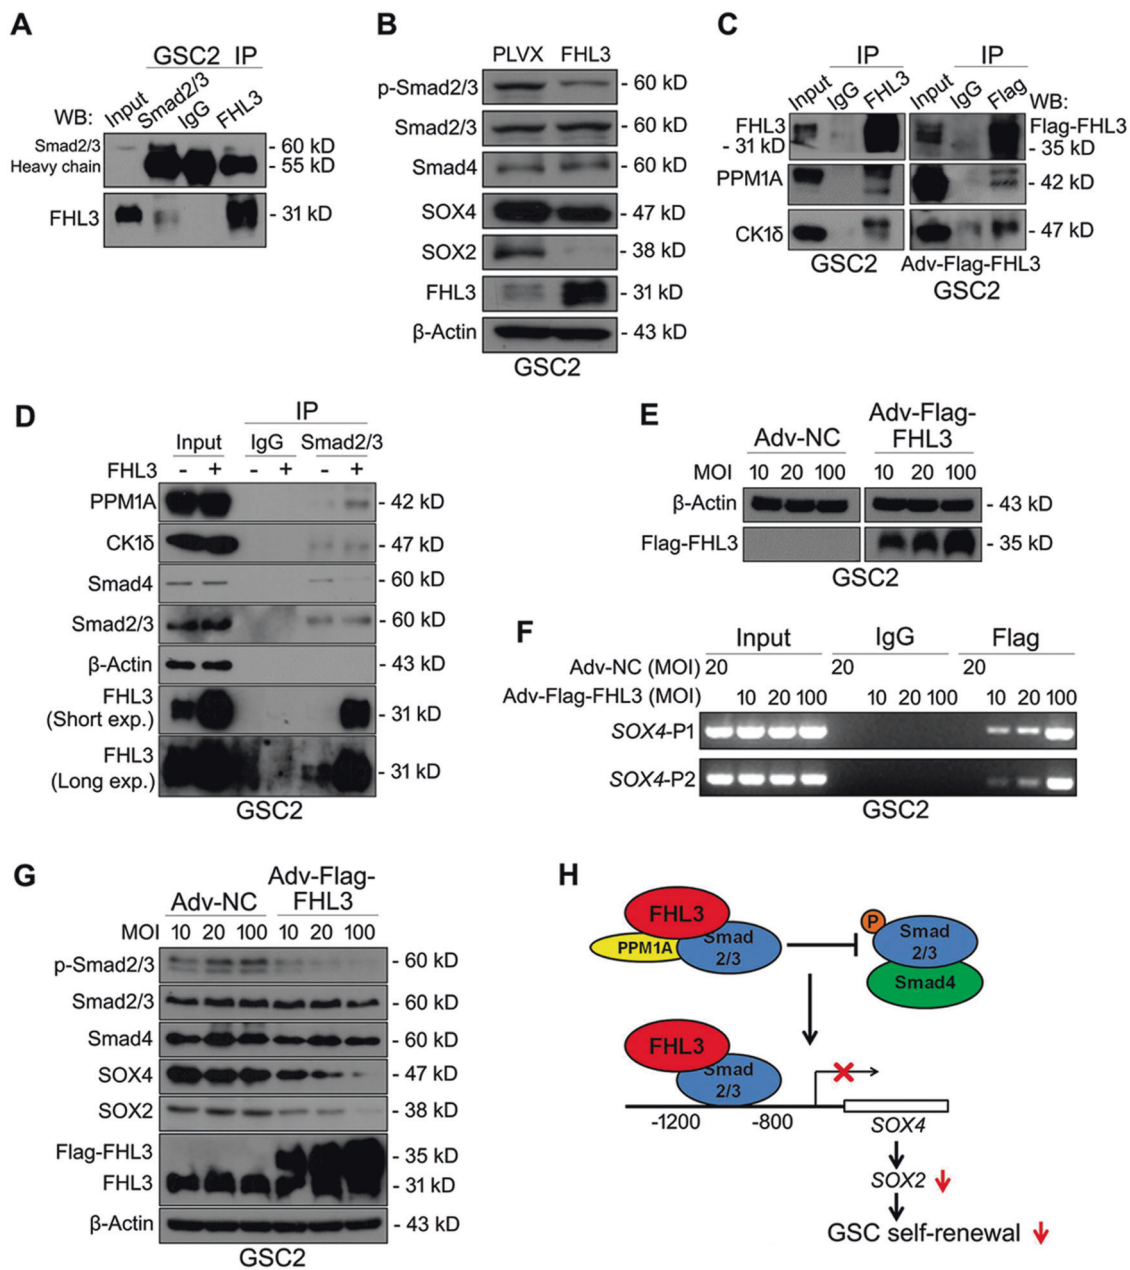 A
GSC2 IP
WB: Input Smad2/3 IgG FHL3
Smad2/3 - 60 kD
Heavy chain - 55 kD
FHL3 - 31 kD
B
PLVX FHL3
p-Smad2/3 - 60 kD
Smad2/3 - 60 kD
Smad4 - 60 kD
SOX4 - 47 kD
SOX2 - 38 kD
FHL3 - 31 kD
β-Actin - 43 kD
GSC2
C
IP IP
Input IgG FHL3 Input IgG Flag WB:
FHL3 Flag-FHL3
- 31 kD - 35 kD
PPM1A - 42 kD
CK1δ - 47 kD
GSC2 Adv-Flag-FHL3
GSC2
D
IP
Input IgG Smad2/3
FHL3 - + - + - +
PPM1A - 42 kD
CK1δ - 47 kD
Smad4 - 60 kD
Smad2/3 - 60 kD
β-Actin - 43 kD
FHL3
(Short exp.) - 31 kD
FHL3
(Long exp.) - 31 kD
GSC2
E
Adv-NC Adv-Flag-
FHL3
MOI 10 20 100 10 20 100
β-Actin - 43 kD
Flag-FHL3 - 35 kD
GSC2
F
Input IgG Flag
Adv-NC (MOI) 20 20 20
Adv-Flag-FHL3 (MOI) 10 20 100 10 20 100 10 20 100
SOX4-P1
SOX4-P2
GSC2
G
Adv-NC Adv-Flag-
FHL3
MOI 10 20 100 10 20 100
p-Smad2/3 - 60 kD
Smad2/3 - 60 kD
Smad4 - 60 kD
SOX4 - 47 kD
SOX2 - 38 kD
Flag-FHL3 - 35 kD
FHL3 - 31 kD
β-Actin - 43 kD
GSC2
H
FHL3
PPM1A Smad
2/3
P
Smad
2/3
Smad4
FHL3
Smad
2/3
-1200 -800
SOX4
SOX2
GSC self-renewal